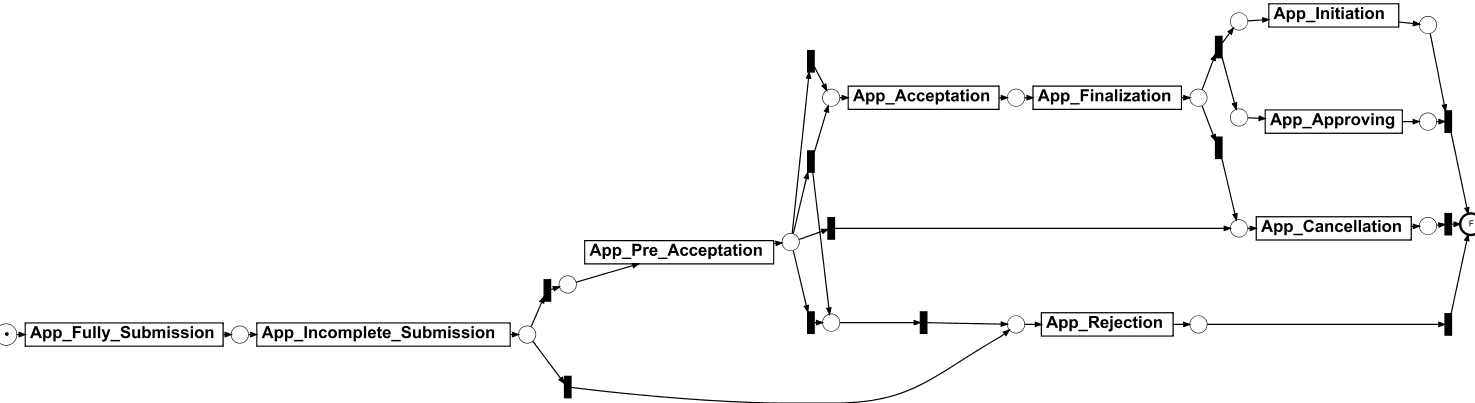 App_Initiation
App_Acceptation
App_Finalization
App_Approving
App_Cancellation
F
App_Pre_Acceptation
App_Fully_Submission
App_Incomplete_Submission
App_Rejection